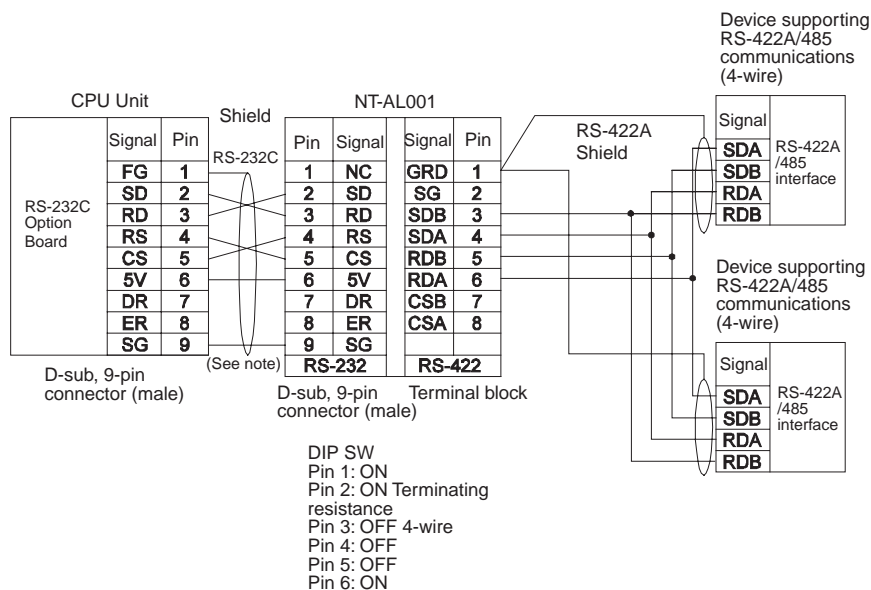 Device supporting
RS-422A/485
communications
(4-wire)
CPU Unit
Shield
NT-AL001
RS-422A
Shield
RS-232C
Signal Pin
Pin Signal Signal Pin
Signal
RS-232C
Option
Board
FG 1
1 NC GRD 1
SD 2
2 SD SG 2
RD 3
3 RD SDB 3
RS 4
4 RS SDA 4
CS 5
5 CS RDB 5
5V 6
6 5V RDA 6
DR 7
7 DR CSB 7
ER 8
8 ER CSA 8
SG 9
9 SG
(See note)
RS-232 RS-422
SDA
SDB
RDA
RDB
RS-422A
/485
interface
D-sub, 9-pin
connector (male)
D-sub, 9-pin
connector (male)
Terminal block
Device supporting
RS-422A/485
communications
(4-wire)
Signal
SDA
SDB
RDA
RDB
RS-422A
/485
interface
DIP SW
Pin 1: ON
Pin 2: ON Terminating
resistance
Pin 3: OFF 4-wire
Pin 4: OFF
Pin 5: OFF
Pin 6: ON